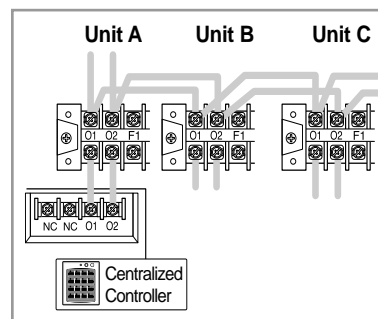 Unit A Unit B Unit C
O1 O2 F1 O1 O2 F1 O1 O2 F1
NC NC O1 O2
Centralized
Controller